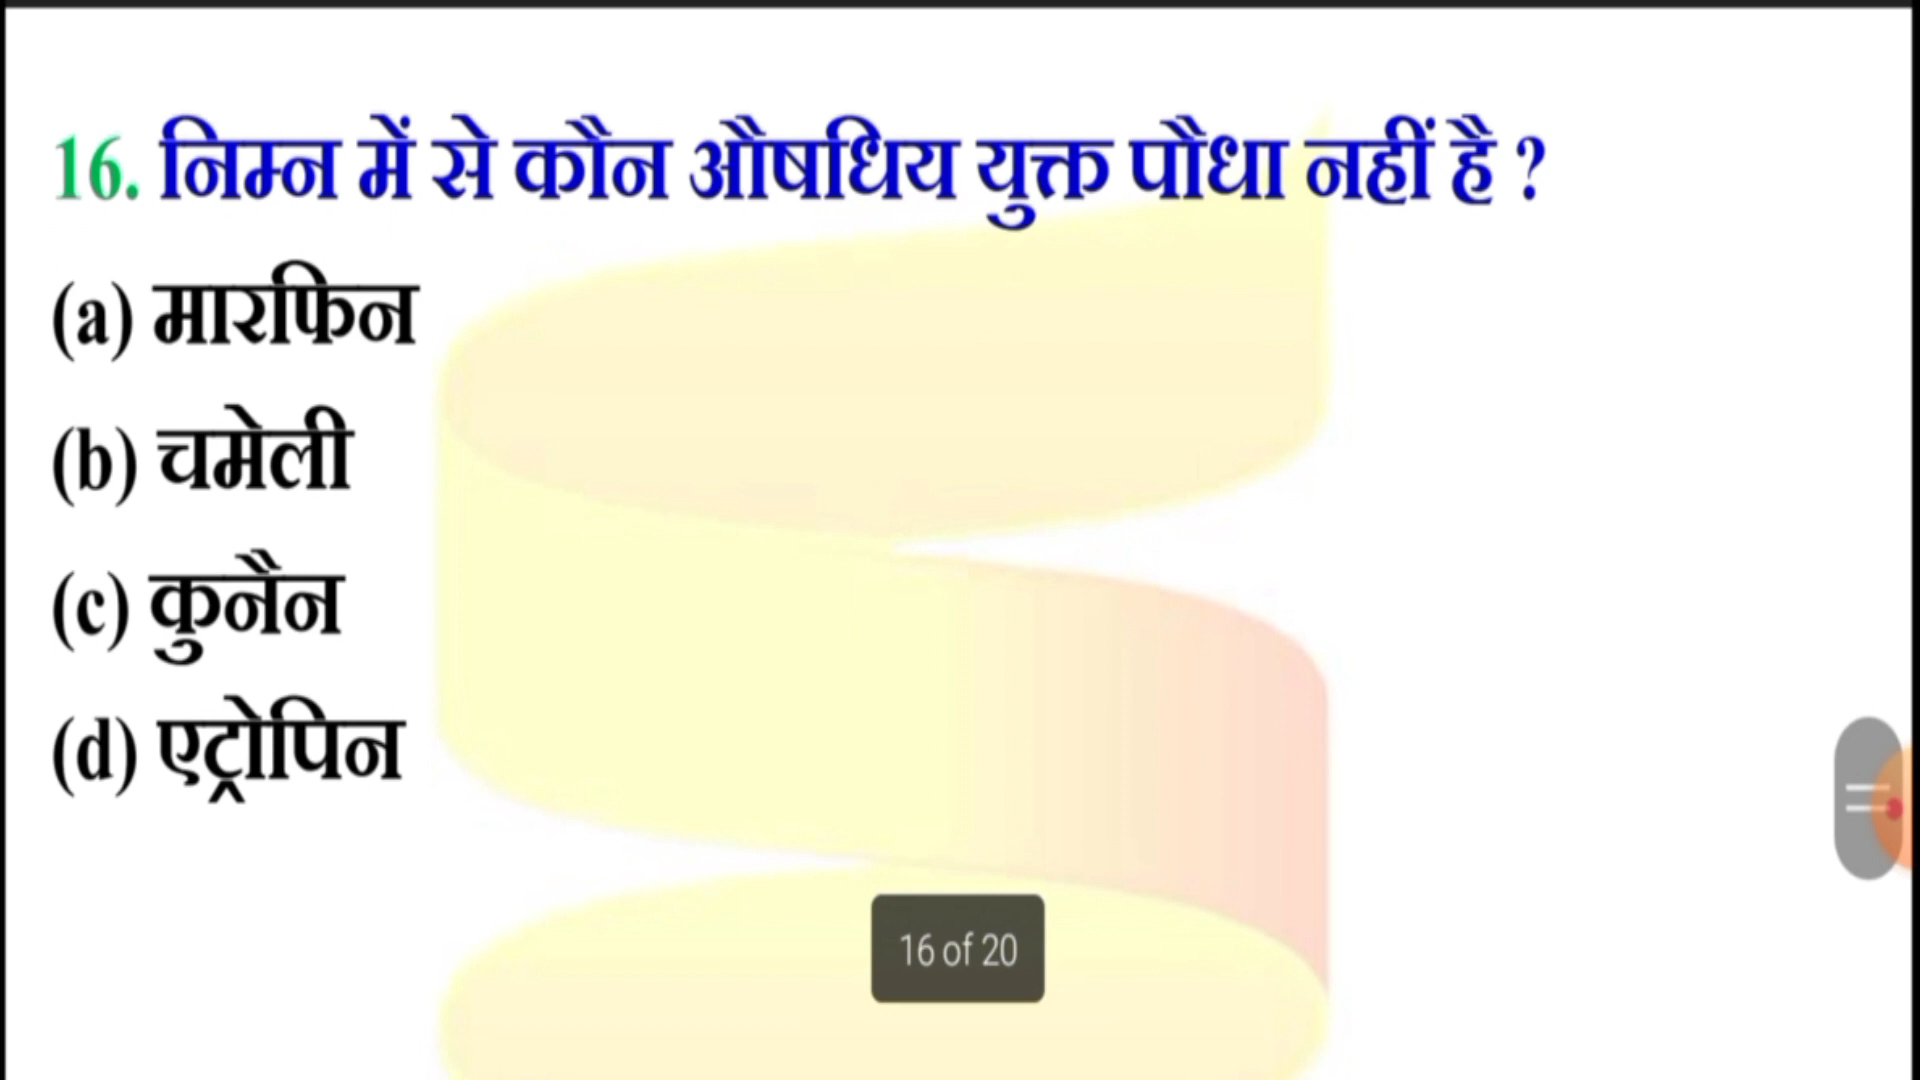 16. निम्न में से कौन औषधिय युक्त पौधा नहीं है ?
(a) मारफिन
(b) चमेली
(c) कुनैन
(d) एट्रोपिन
16 of 20